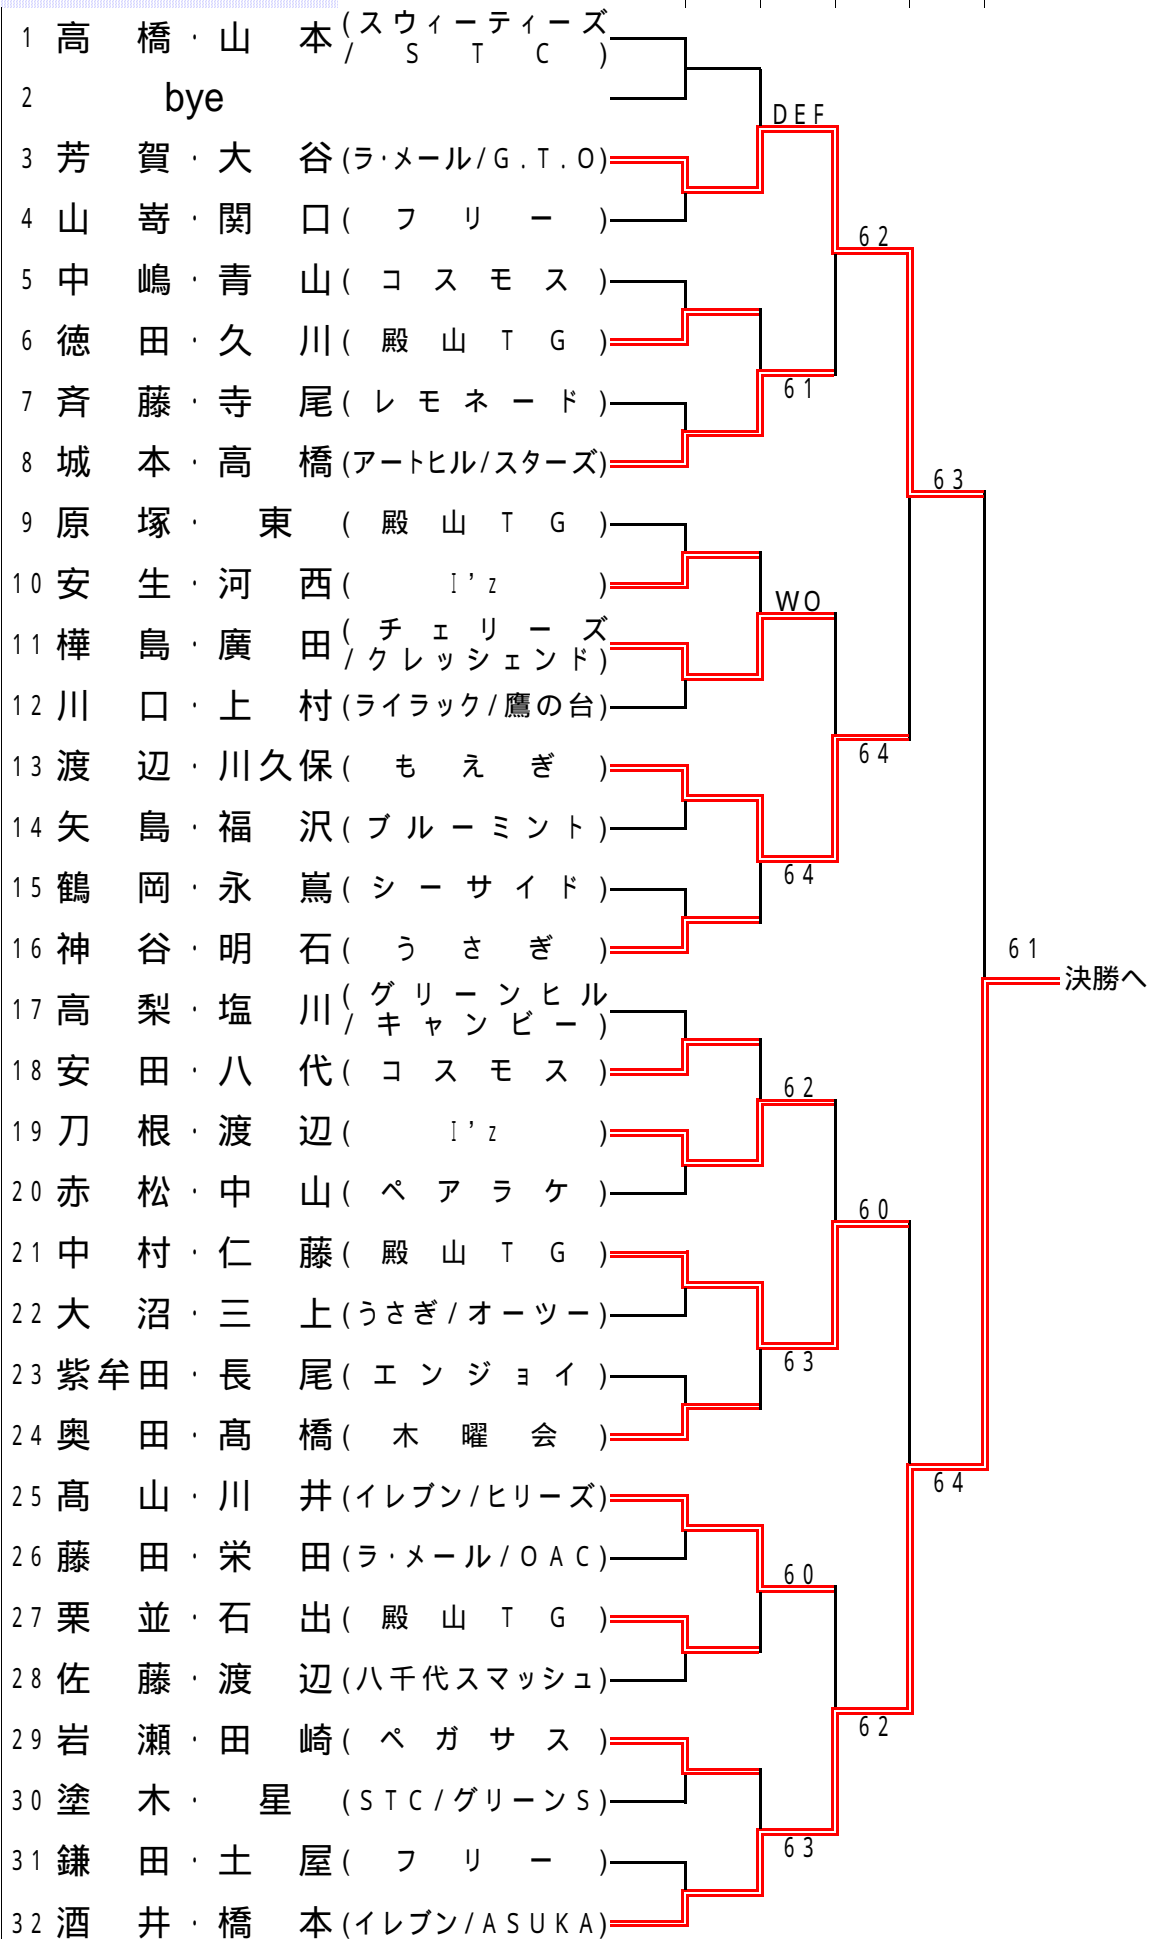 1 高橋・山本 (スウィーティーズ
/STC)
2 bye
3 芳賀・大谷 (ラ・メール/G.T.O)
4 山嵜・関口 (フリー)
5 中嶋・青山 (コスモス)
6 徳田・久川 (殿山TG)
7 斉藤・寺尾 (レモネード)
8 城本・高橋 (アートヒル/スターズ)
9 原塚・東 (殿山TG)
10 安生・河西 (I’z)
11 樺島・廣田 (チェリーズ
/クレッシェンド)
12 川口・上村 (ライラック/鷹の台)
13 渡辺・川久保 (もえぎ)
14 矢島・福沢 (ブルーミント)
15 鶴岡・永嶌 (シーサイド)
16 神谷・明石 (うさぎ)
17 高梨・塩川 (グリーンヒル
/キャンビー)
18 安田・八代 (コスモス)
19 刀根・渡辺 (I’z)
20 赤松・中山 (ペアラケ)
21 中村・仁藤 (殿山TG)
22 大沼・三上 (うさぎ/オーツー)
23 紫牟田・長尾 (エンジョイ)
24 奥田・髙橋 (木曜会)
25 髙山・川井 (イレブン/ヒリーズ)
26 藤田・栄田 (ラ・メール/OAC)
27 栗並・石出 (殿山TG)
28 佐藤・渡辺 (八千代スマッシュ)
29 岩瀬・田崎 (ペガサス)
30 塗木・星 (STC/グリーンS)
31 鎌田・土屋 (フリー)
32 酒井・橋本 (イレブン/ASUKA)
DEF
61
WO
64
62
63
60
63
62
64
60
62
63
64
61
決勝へ